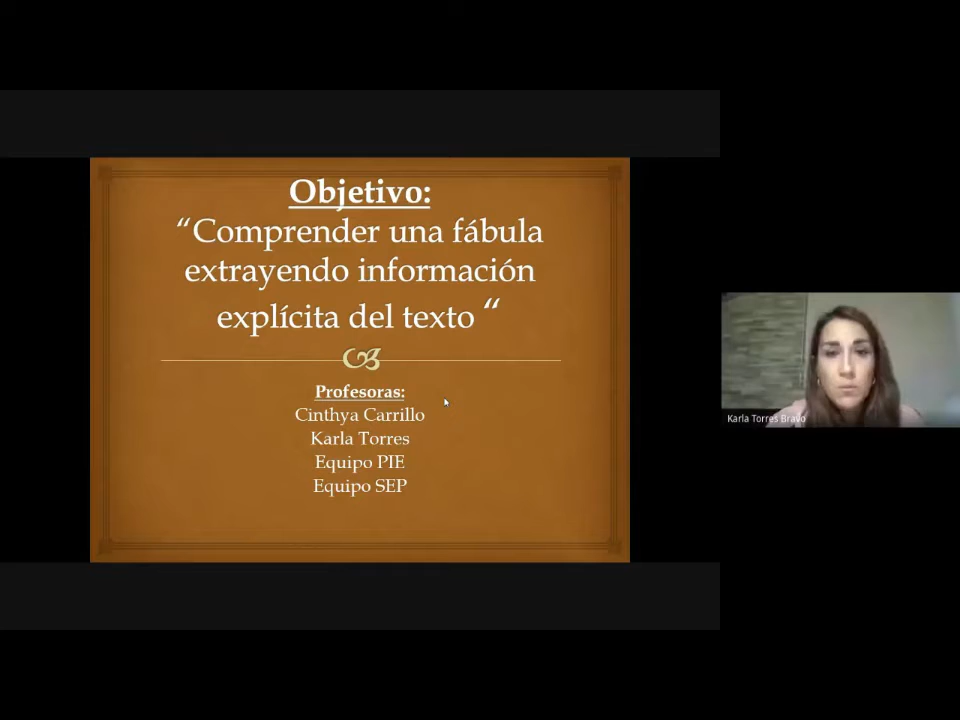 Objetivo:
“Comprender una fábula
extrayendo información
explícita del texto “
Profesoras:
Cinthya Carrillo
Karla Torres
Equipo PIE
Equipo SEP
Karla Torres Bravo